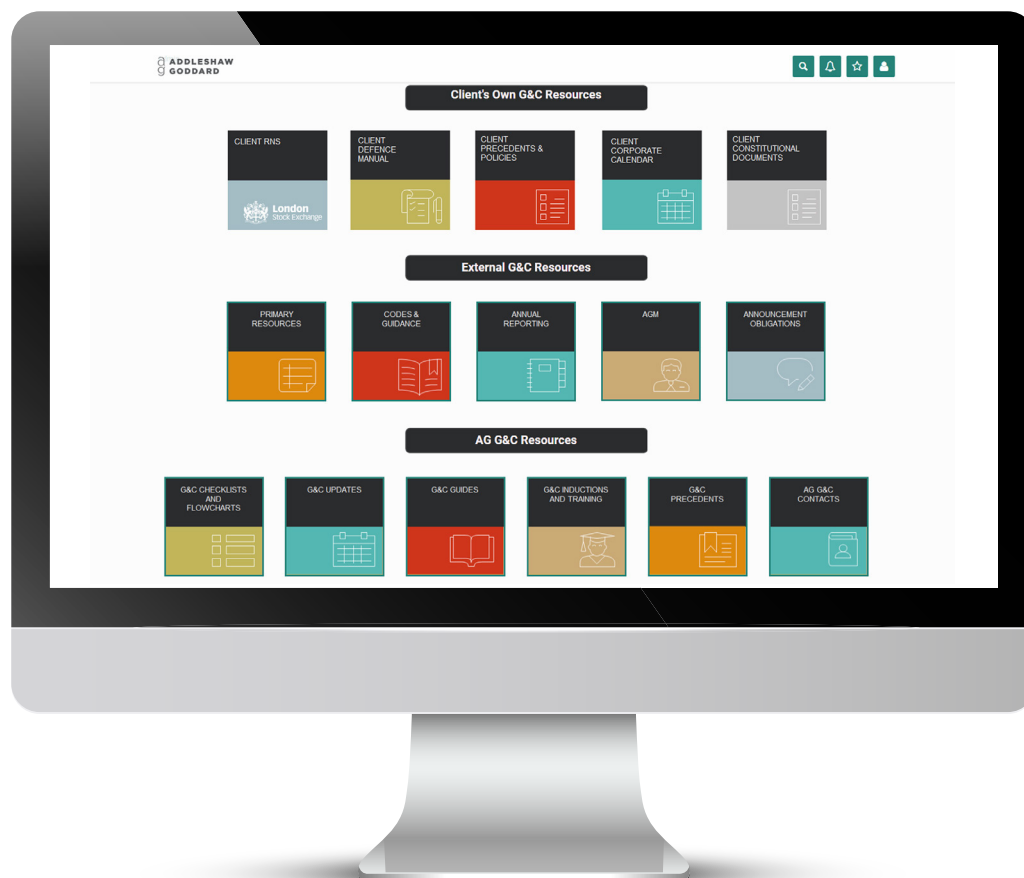 ag ADDLESHAW
GODDARD
Client's Own G&C Resources
CLIENT RNS
London
Stock Exchange
CLIENT
DEFENCE
MANUAL
CLIENT
PRECEDENTS &
POLICIES
CLIENT
CORPORATE
CALENDAR
CLIENT
CONSTITUTIONAL
DOCUMENTS
External G&C Resources
PRIMARY
RESOURCES
CODES &
GUIDANCE
ANNUAL
REPORTING
AGM
ANNOUNCEMENT
OBLIGATIONS
AG G&C Resources
G&C CHECKLISTS
AND
FLOWCHARTS
G&C UPDATES
G&C GUIDES
G&C INDUCTIONS
AND TRAINING
G&C
PRECEDENTS
AG G&C
CONTACTS